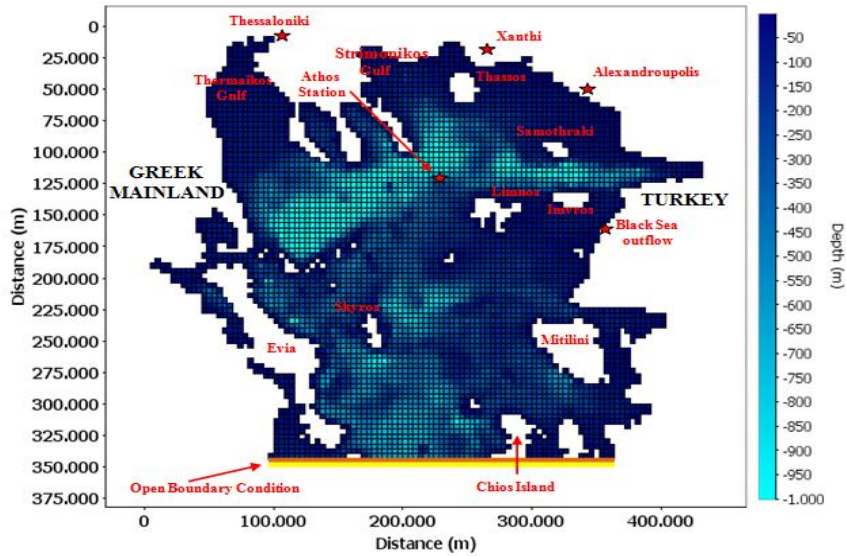 Thessaloniki
Xanthi
Strimonikos
Gulf
Thassos
Alexandroupolis
Thermaikos
Gulf
Athos
Station
Samothraki
GREEK
MAINLAND
Limnos
Imvros
TURKEY
Black Sea
outflow
Skyros
Evia
Mitilini
Open Boundary Condition
Chios Island
0
25.000
50.000
75.000
100.000
125.000
150.000
175.000
200.000
225.000
250.000
275.000
300.000
325.000
350.000
375.000
Distance (m)
0
100.000
200.000
300.000
400.000
Distance (m)
-50
-100
-150
-200
-250
-300
-350
-400
-450
-500
-550
-600
-650
-700
-750
-800
-850
-900
-950
-1.000
Depth (m)